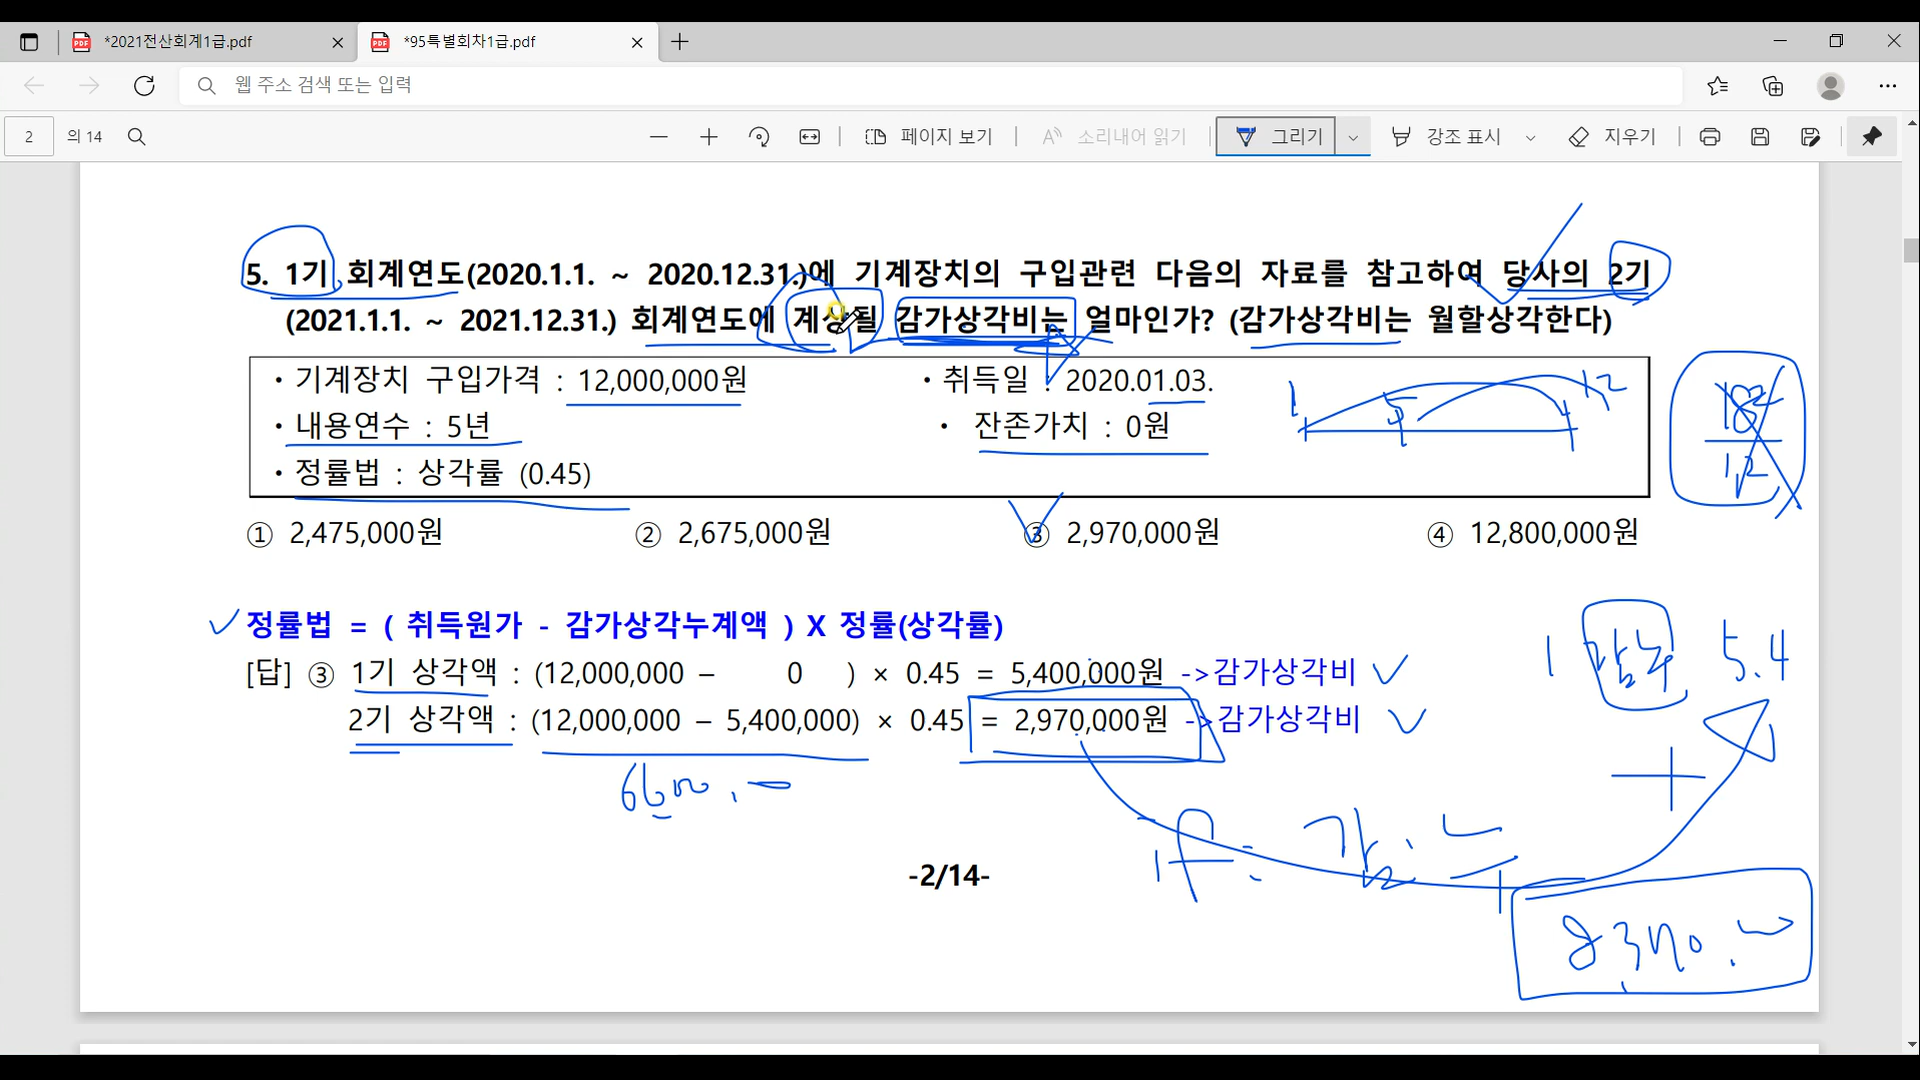 *2021전산회계1급.pdf
*95특별회차1급.pdf
웹 주소 검색 또는 입력
2 의 14
페이지 보기
소리내어 읽기
그리기
강조 표시
지우기
5. 1기 회계연도(2020.1.1. ~ 2020.12.31.)에 기계장치의 구입관련 다음의 자료를 참고하여 당사의 2기
(2021.1.1. ~ 2021.12.31.) 회계연도에 계상될 감가상각비는 얼마인가? (감가상각비는 월할상각한다)
· 기계장치 구입가격 : 12,000,000원 · 취득일 : 2020.01.03.
· 내용연수 : 5년 · 잔존가치 : 0원
· 정률법 : 상각률 (0.45)
① 2,475,000원 ② 2,675,000원 ③ 2,970,000원 ④ 12,800,000원
정률법 = ( 취득원가 - 감가상각누계액 ) X 정률(상각률)
[답] ③ 1기 상각액 : (12,000,000 – 0 ) × 0.45 = 5,400,000원 ->감가상각비
2기 상각액 : (12,000,000 – 5,400,000) × 0.45 = 2,970,000원 ->감가상각비
1 감누 5.4
-2/14-